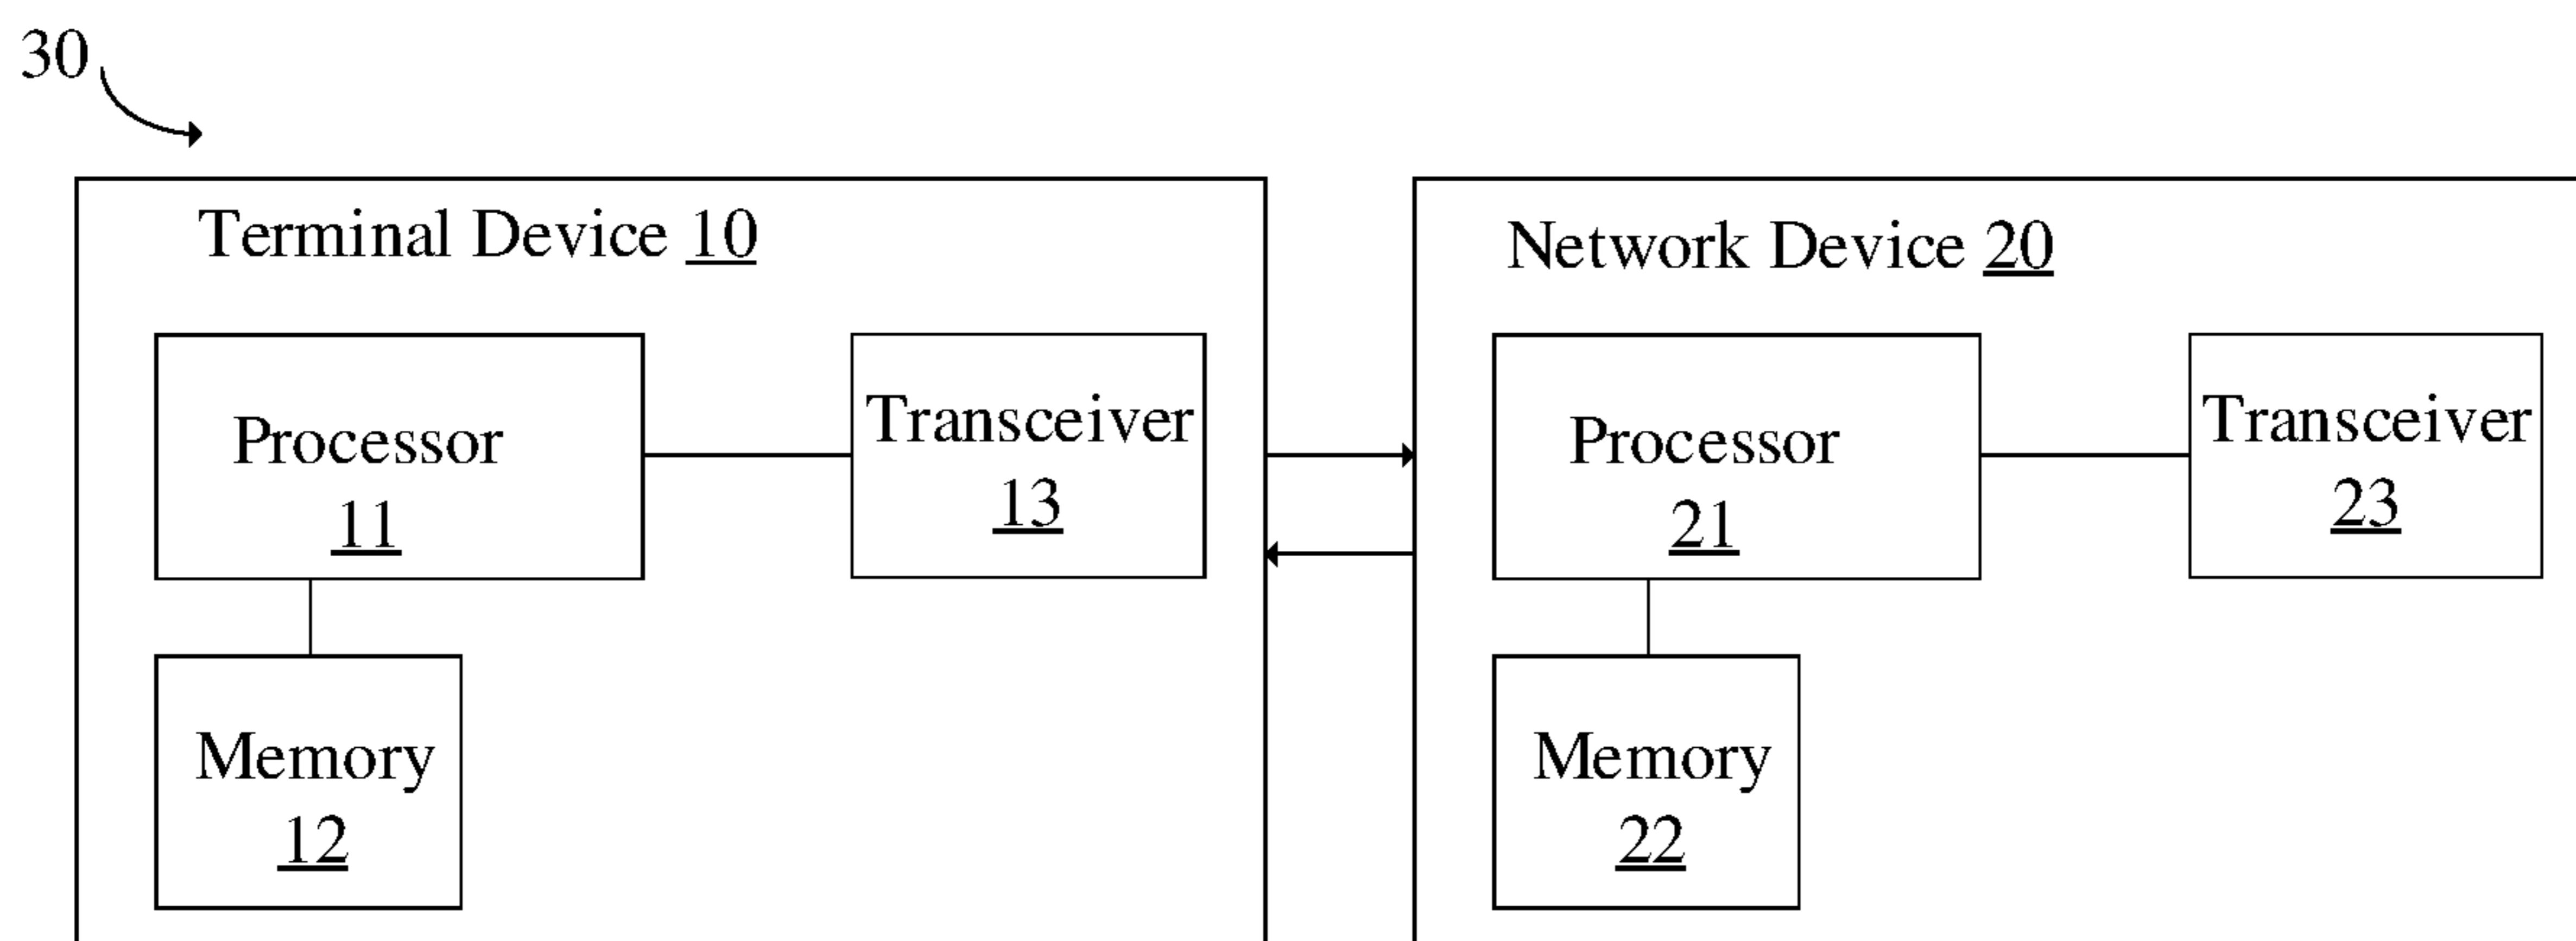 30
Terminal Device 10
Processor
11
Transceiver
13
Memory
12
Network Device 20
Processor
21
Transceiver
23
Memory
22